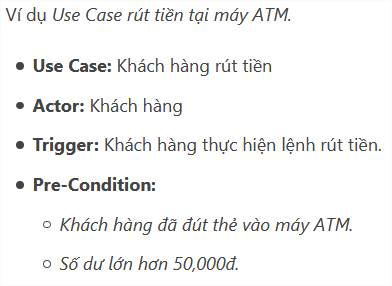 Ví dụ Use Case rút tiền tại máy ATM.
Use Case: Khách hàng rút tiền
Actor: Khách hàng
Trigger: Khách hàng thực hiện lệnh rút tiền.
Pre-Condition:
Khách hàng đã đút thẻ vào máy ATM.
Số dư lớn hơn 50,000đ.